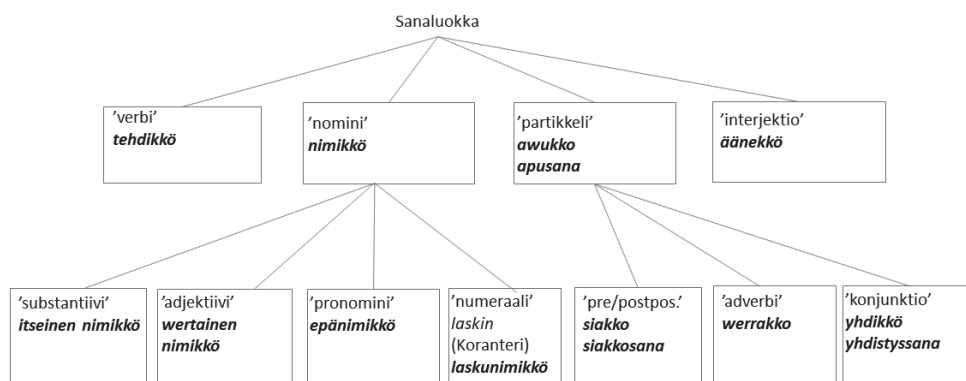 Sanaluokka
’verbi’
tehdikkö
’nomini’
nimikkö
’partikkeli’
awukko
apusana
’interjektio’
äänekkö
’substantiivi’
itseinen nimikkö
’adjektiivi’
wertainen
nimikkö
’pronomini’
epänimikkö
’numeraali’
laskin
(Koranteri)
laskunimikkö
’pre/postpos.’
siakko
siakkosana
’adverbi’
werrakko
’konjunktio’
yhdikkö
yhdistyssana